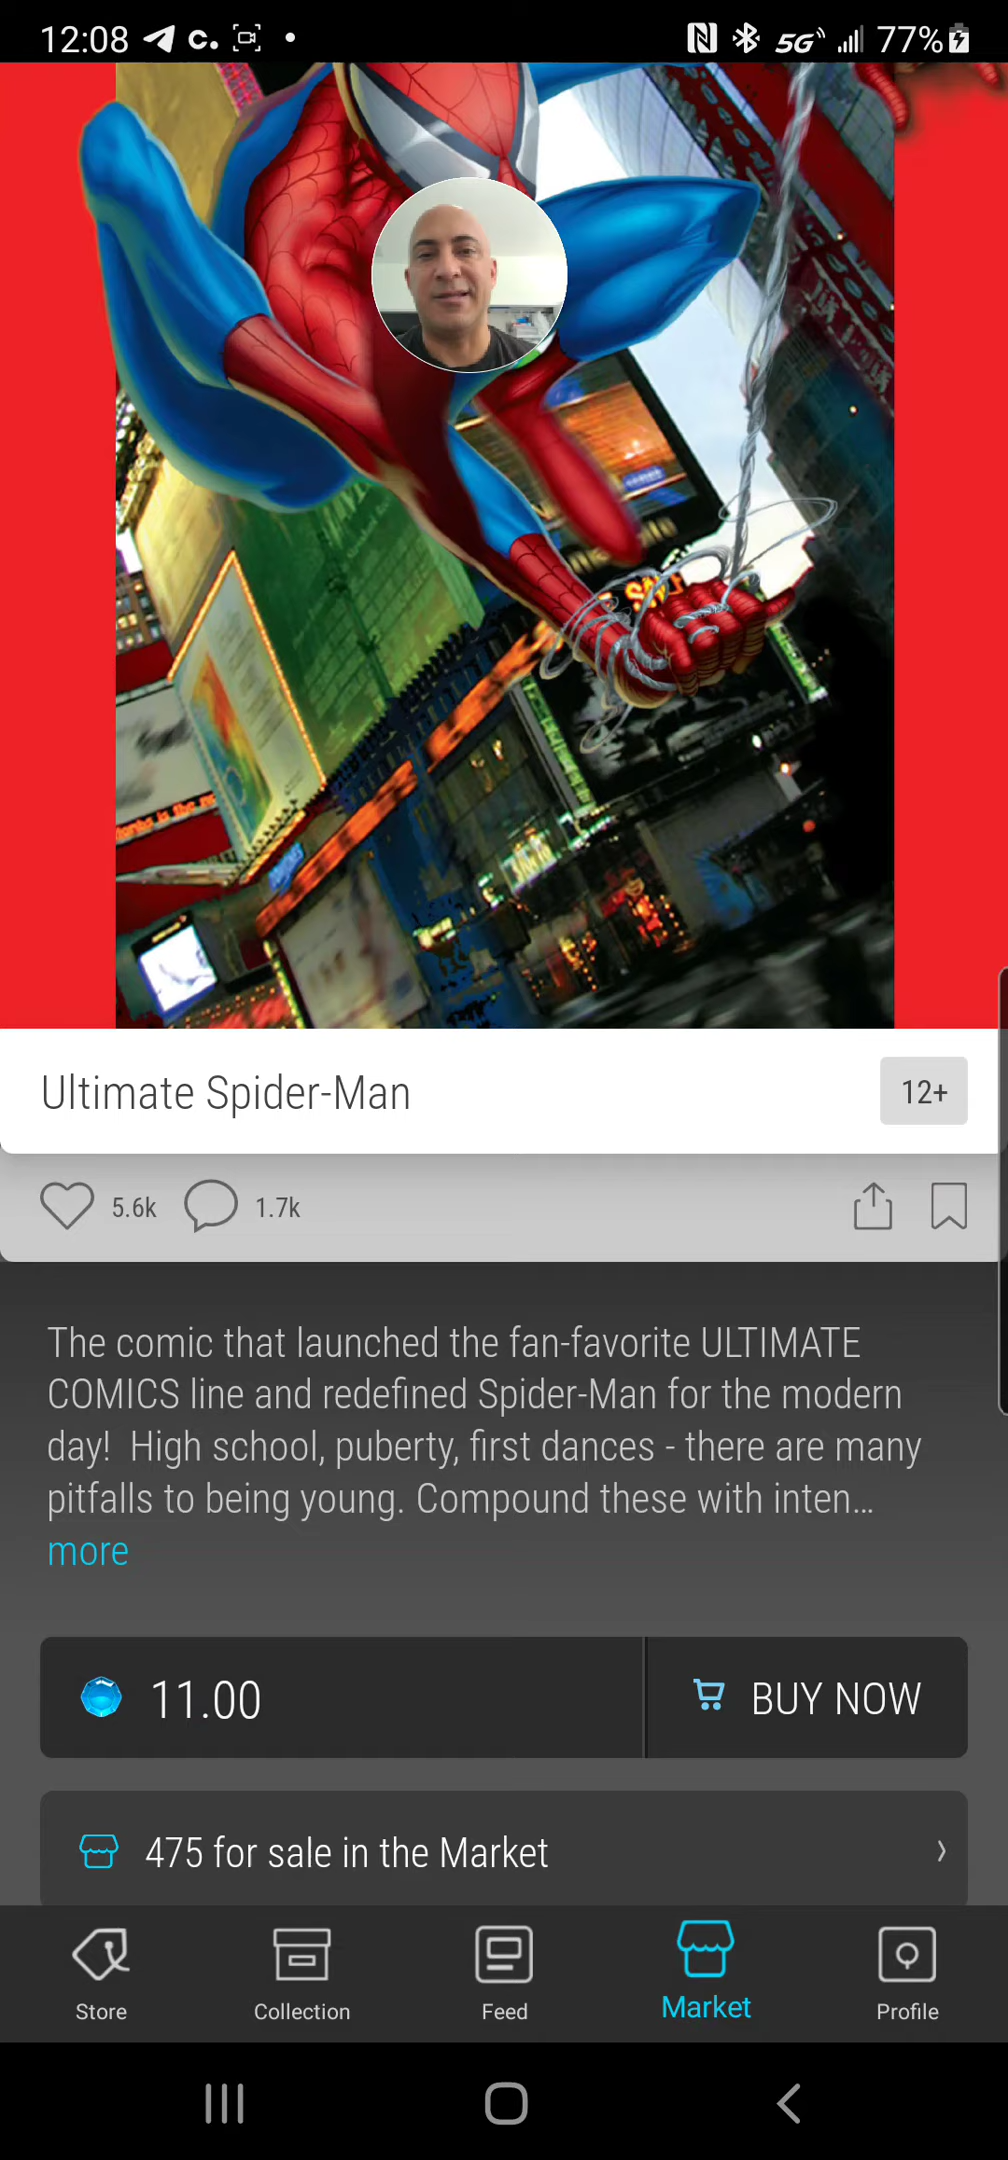 12:08 c. 5G 77%
SALE
Ultimate Spider-Man 12+
5.6k 1.7k
The comic that launched the fan-favorite ULTIMATE
COMICS line and redefined Spider-Man for the modern
day!  High school, puberty, first dances - there are many
pitfalls to being young. Compound these with inten...
more
11.00 BUY NOW
475 for sale in the Market
Store Collection Feed Market Profile